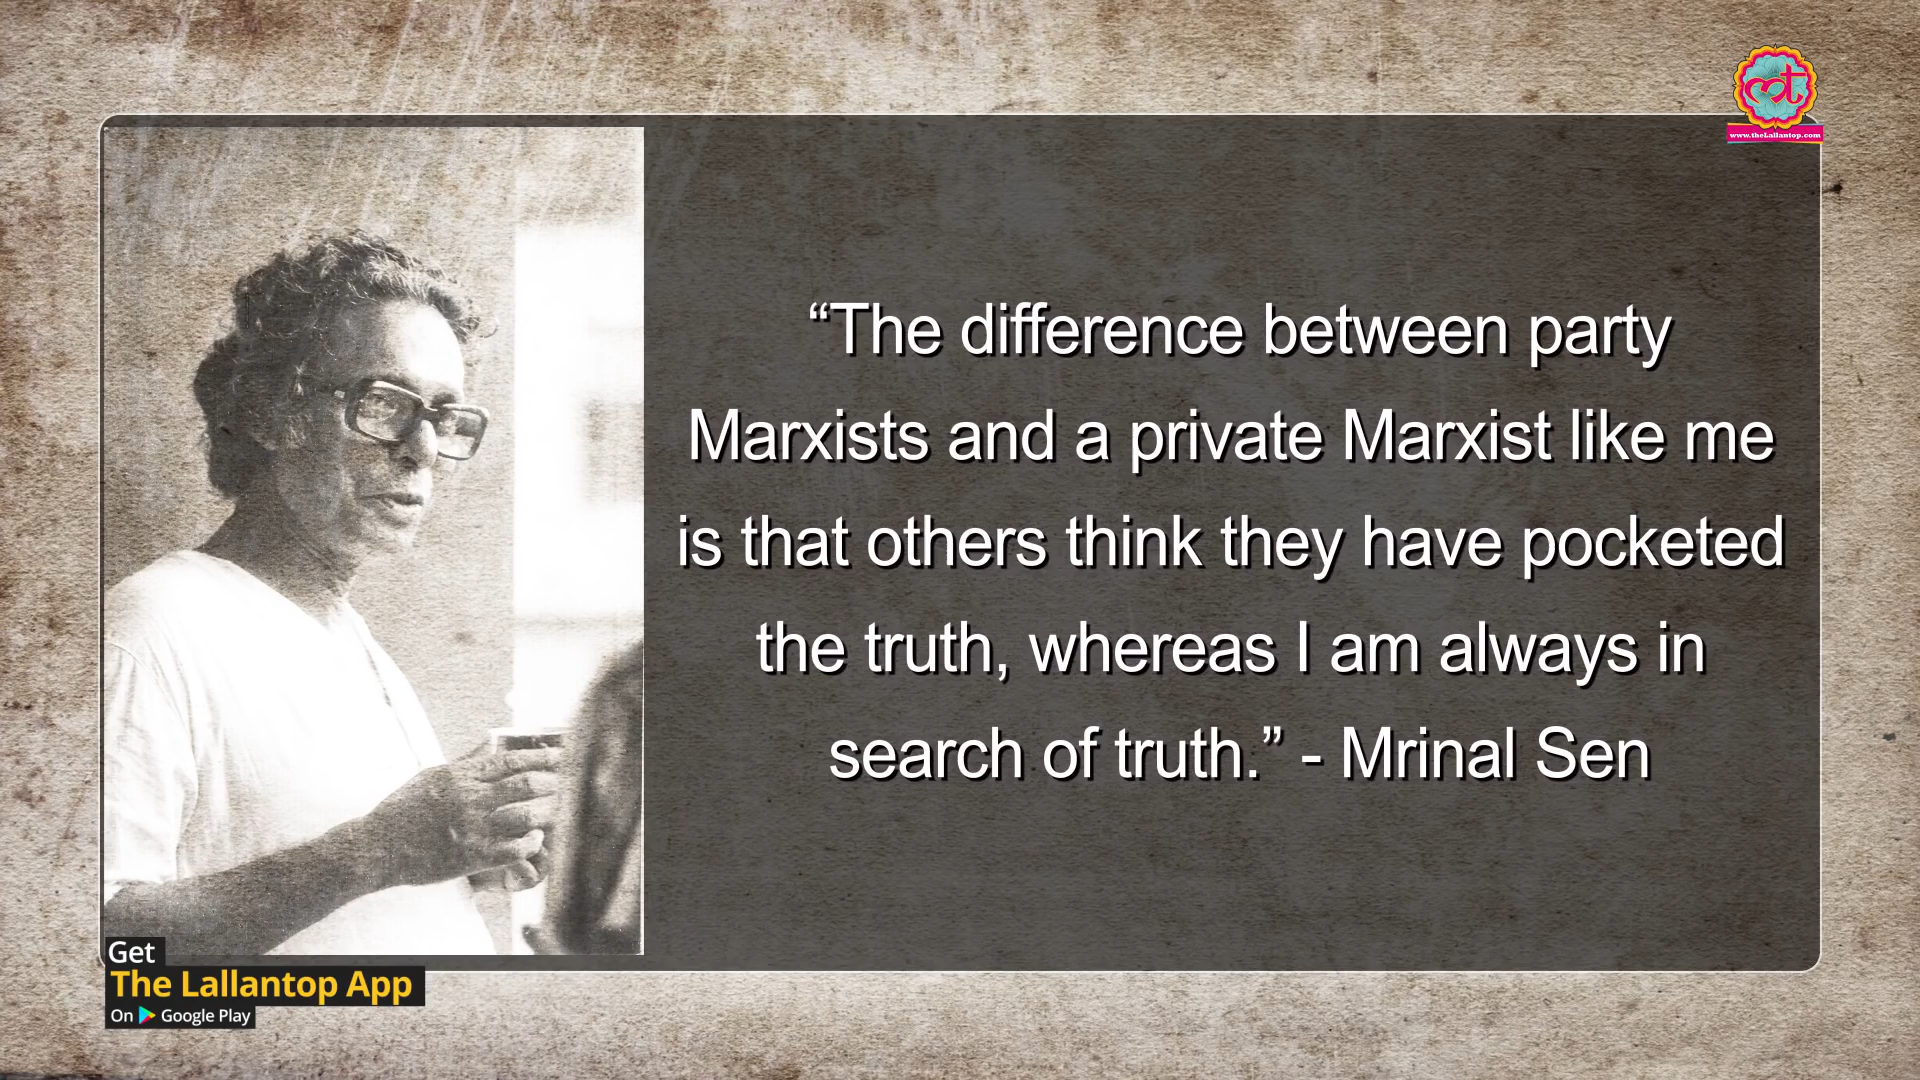 लT
www.theLallantop.com
“The difference between party
Marxists and a private Marxist like me
is that others think they have pocketed
the truth, whereas I am always in
search of truth.” - Mrinal Sen
Get
The Lallantop App
On Google Play